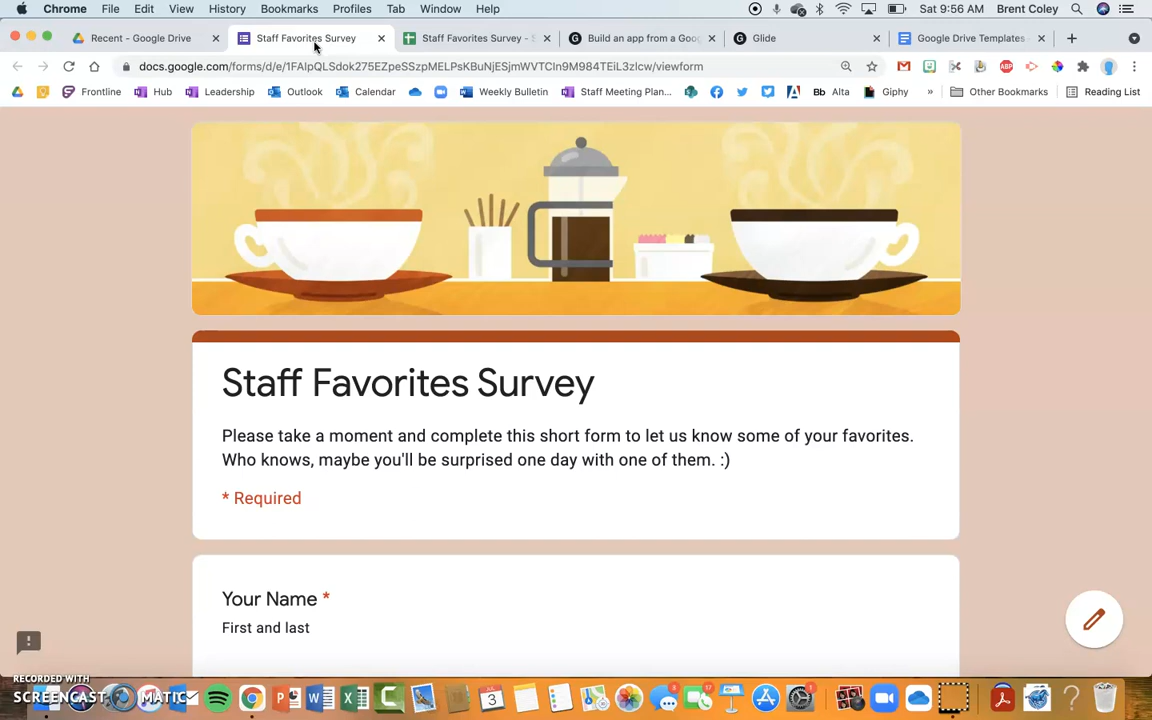 Chrome File Edit View History Bookmarks Profiles Tab Window Help Sat 9:56 AM Brent Coley
Recent - Google Drive Staff Favorites Survey Staff Favorites Survey - S Build an app from a Goo Glide Google Drive Templates -
docs.google.com/forms/d/e/1FAIpQLSdok275EZpeSSzpMELPsKBuNjESjmWVTCln9M984TEiL3zlcw/viewform
Frontline Hub Leadership Outlook Calendar Weekly Bulletin Staff Meeting Plan... Bb Alta Giphy » Other Bookmarks Reading List
Staff Favorites Survey
Please take a moment and complete this short form to let us know some of your favorites.
Who knows, maybe you'll be surprised one day with one of them. :)
* Required
Your Name *
First and last
RECORDED WITH
SCREENCAST MATIC